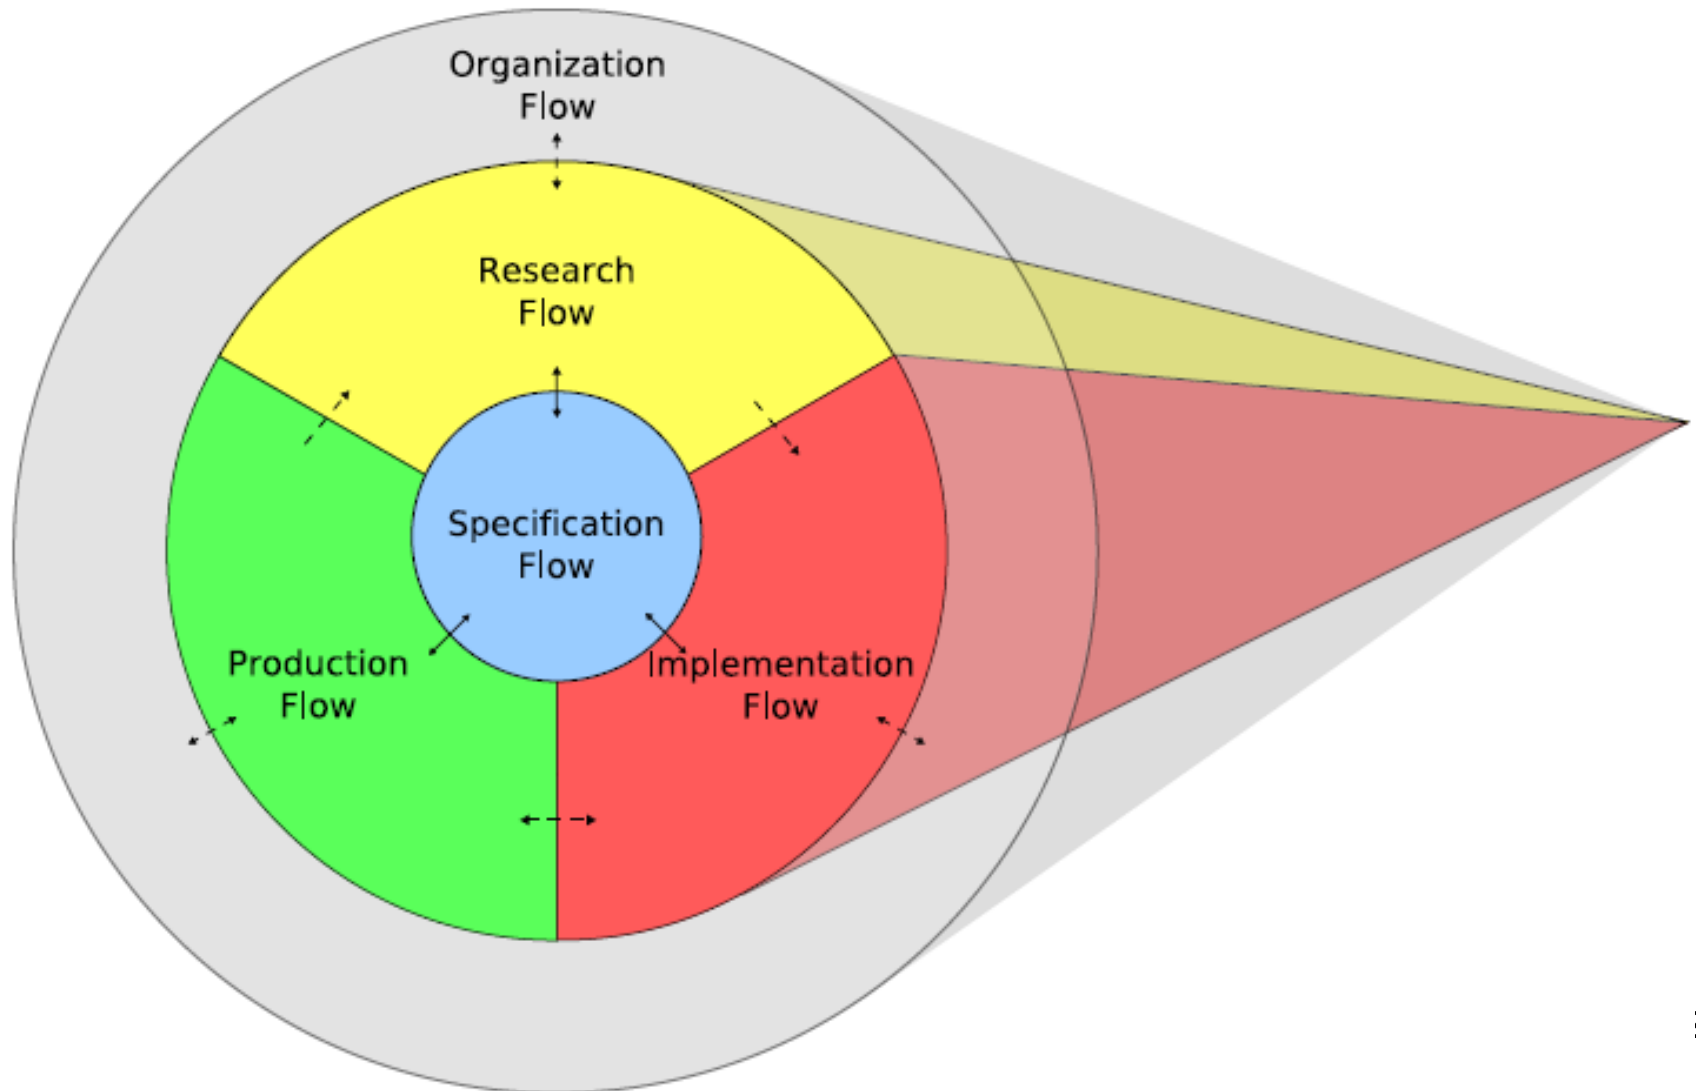 Organization
Flow
Research
Flow
Specification
Flow
Production
Flow
Implementation
Flow